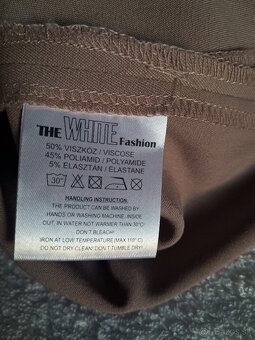 THE WHITE Fashion
50% VISZKÓZ / VISCOSE
45% POLIAMID / POLYAMIDE
5% ELASZTÁN / ELASTANE
30°
HANDLING INSTRUCTION:
THE PRODUCT CAN BE WASHED BY
HANDS OR WASHING MACHINE INSIDE
OUT, IN WATER NOT WARMER THAN 30°C!
DON'T BLEACH!
IRON AT LOW TEMPERATURE (MAX 110° C)
DO NOT DRY CLEAN! DON'T TUMBLE DRY!